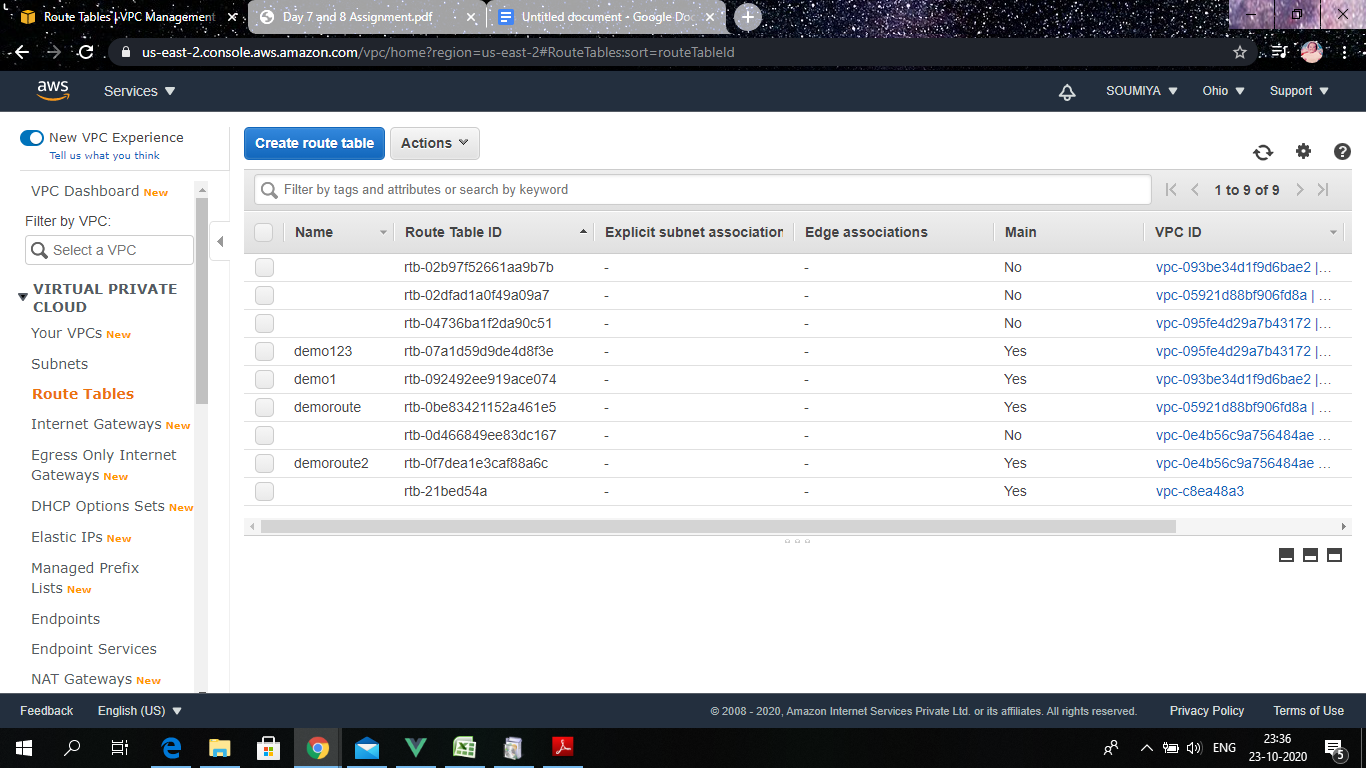 Route Tables | VPC Management
Day 7 and 8 Assignment.pdf
Untitled document - Google Doc
us-east-2.console.aws.amazon.com/vpc/home?region=us-east-2#RouteTables:sort=routeTableId
aws
Services
SOUMIYA
Ohio
Support
New VPC Experience
Tell us what you think
VPC Dashboard New
Filter by VPC:
Select a VPC
VIRTUAL PRIVATE
CLOUD
Your VPCs New
Subnets
Route Tables
Internet Gateways New
Egress Only Internet
Gateways New
DHCP Options Sets New
Elastic IPs New
Managed Prefix
Lists New
Endpoints
Endpoint Services
NAT Gateways New
Create route table
Actions
Filter by tags and attributes or search by keyword
1 to 9 of 9
Name Route Table ID Explicit subnet association Edge associations Main VPC ID
rtb-02b97f52661aa9b7b - - No vpc-093be34d1f9d6bae2 |...
rtb-02dfad1a0f49a09a7 - - No vpc-05921d88bf906fd8a | ...
rtb-04736ba1f2da90c51 - - No vpc-095fe4d29a7b43172 |...
demo123 rtb-07a1d59d9de4d8f3e - - Yes vpc-095fe4d29a7b43172 |...
demo1 rtb-092492ee919ace074 - - Yes vpc-093be34d1f9d6bae2 |...
demoroute rtb-0be83421152a461e5 - - Yes vpc-05921d88bf906fd8a | ...
rtb-0d466849ee83dc167 - - No vpc-0e4b56c9a756484ae ...
demoroute2 rtb-0f7dea1e3caf88a6c - - Yes vpc-0e4b56c9a756484ae ...
rtb-21bed54a - - Yes vpc-c8ea48a3
Feedback
English (US)
© 2008 - 2020, Amazon Internet Services Private Ltd. or its affiliates. All rights reserved.
Privacy Policy
Terms of Use
ENG
23:36
23-10-2020
5